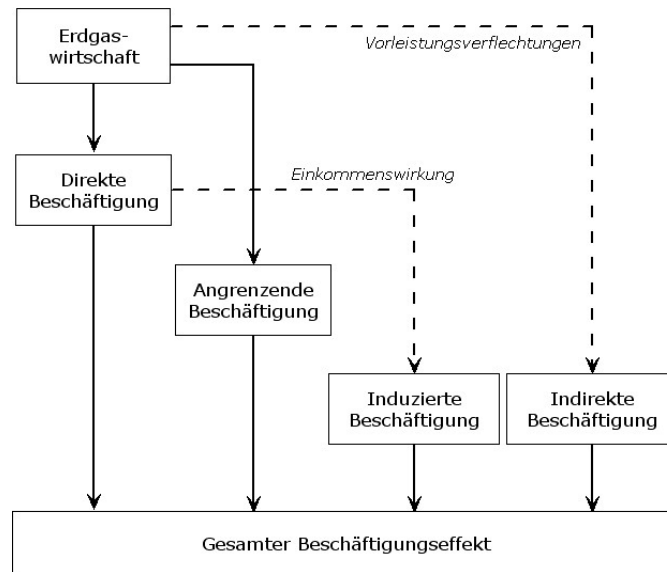 Erdgas-
wirtschaft
Vorleistungsverflechtungen
Direkte
Beschäftigung
Einkommenswirkung
Angrenzende
Beschäftigung
Induzierte
Beschäftigung
Indirekte
Beschäftigung
Gesamter Beschäftigungseffekt